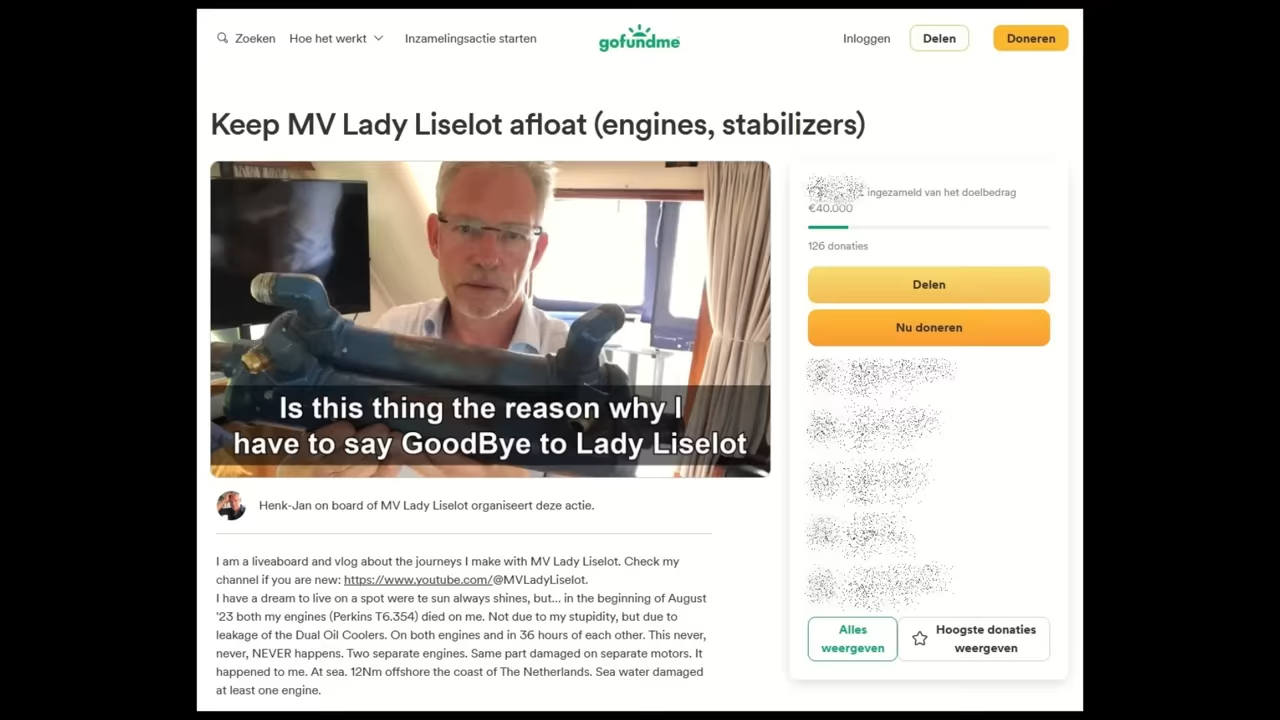 Zoeken Hoe het werkt Inzamelingsactie starten gofundme Inloggen Delen Doneren
Keep MV Lady Liselot afloat (engines, stabilizers)
Is this thing the reason why I
have to say GoodBye to Lady Liselot
Henk-Jan on board of MV Lady Liselot organiseert deze actie.
I am a liveaboard and vlog about the journeys I make with MV Lady Liselot. Check my
channel if you are new: https://www.youtube.com/@MVLadyLiselot.
I have a dream to live on a spot were te sun always shines, but... in the beginning of August
'23 both my engines (Perkins T6.354) died on me. Not due to my stupidity, but due to
leakage of the Dual Oil Coolers. On both engines and in 36 hours of each other. This never,
never, NEVER happens. Two separate engines. Same part damaged on separate motors. It
happened to me. At sea. 12Nm offshore the coast of The Netherlands. Sea water damaged
at least one engine.
ingezameld van het doelbedrag
€40.000
126 donaties
Delen
Nu doneren
Alles
weergeven
Hoogste donaties
weergeven